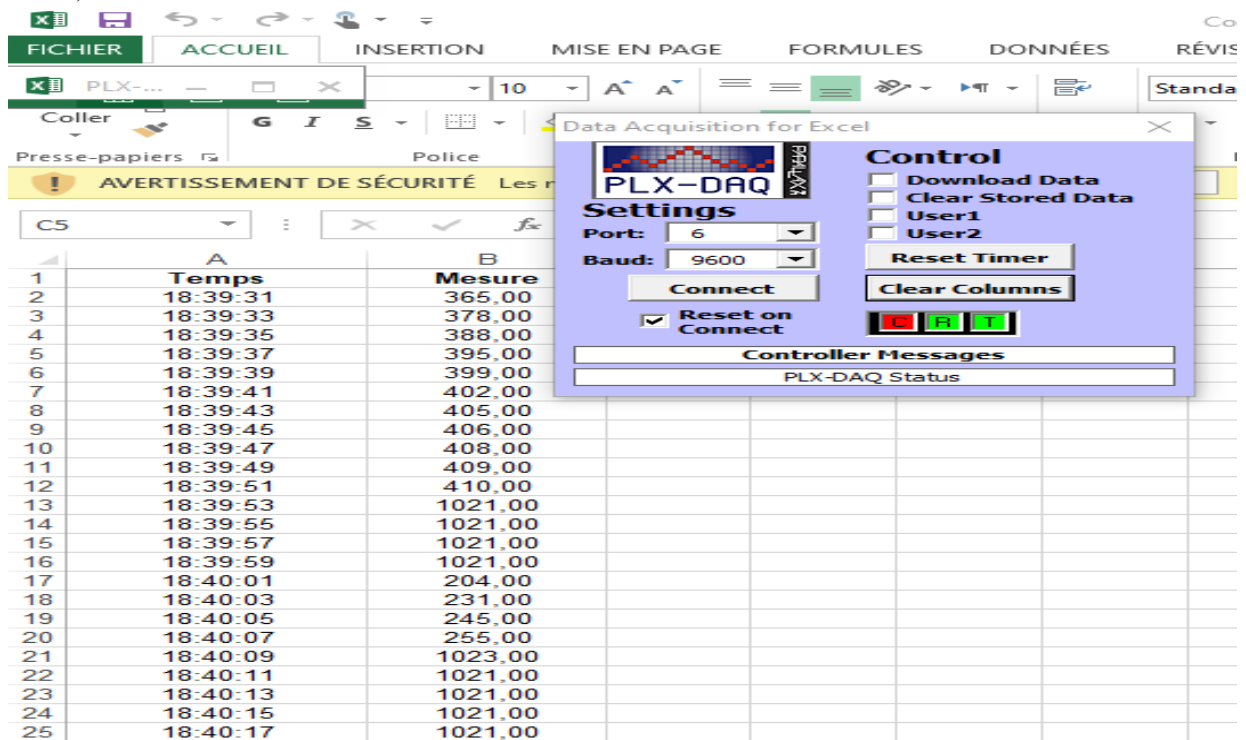 Co
FICHIER ACCUEIL INSERTION MISE EN PAGE FORMULES DONNÉES RÉVIS
PLX-... 10 A A Standa
Coller G I S
Presse-papiers Police
AVERTISSEMENT DE SÉCURITÉ Les r
C5 fx
Data Acquisition for Excel
PLX-DAQ PARALLAX
Settings
Port: 6
Baud: 9600
Connect
Reset on
Connect
Control
Download Data
Clear Stored Data
User1
User2
Reset Timer
Clear Columns
C R T
Controller Messages
PLX-DAQ Status
A B
1 Temps Mesure
2 18:39:31 365,00
3 18:39:33 378,00
4 18:39:35 388,00
5 18:39:37 395,00
6 18:39:39 399,00
7 18:39:41 402,00
8 18:39:43 405,00
9 18:39:45 406,00
10 18:39:47 408,00
11 18:39:49 409,00
12 18:39:51 410,00
13 18:39:53 1021,00
14 18:39:55 1021,00
15 18:39:57 1021,00
16 18:39:59 1021,00
17 18:40:01 204,00
18 18:40:03 231,00
19 18:40:05 245,00
20 18:40:07 255,00
21 18:40:09 1023,00
22 18:40:11 1021,00
23 18:40:13 1021,00
24 18:40:15 1021,00
25 18:40:17 1021,00